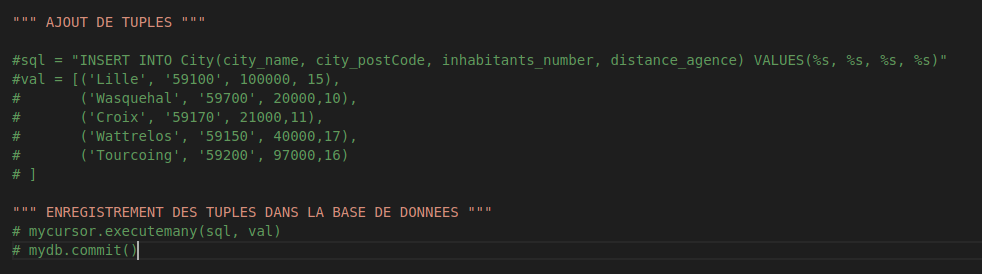 """ AJOUT DE TUPLES """
#sql = "INSERT INTO City(city_name, city_postCode, inhabitants_number, distance_agence) VALUES(%s, %s, %s, %s)"
#val = [('Lille', '59100', 100000, 15),
#       ('Wasquehal', '59700', 20000,10),
#       ('Croix', '59170', 21000,11),
#       ('Wattrelos', '59150', 40000,17),
#       ('Tourcoing', '59200', 97000,16)
# ]
""" ENREGISTREMENT DES TUPLES DANS LA BASE DE DONNEES """
# mycursor.executemany(sql, val)
# mydb.commit()